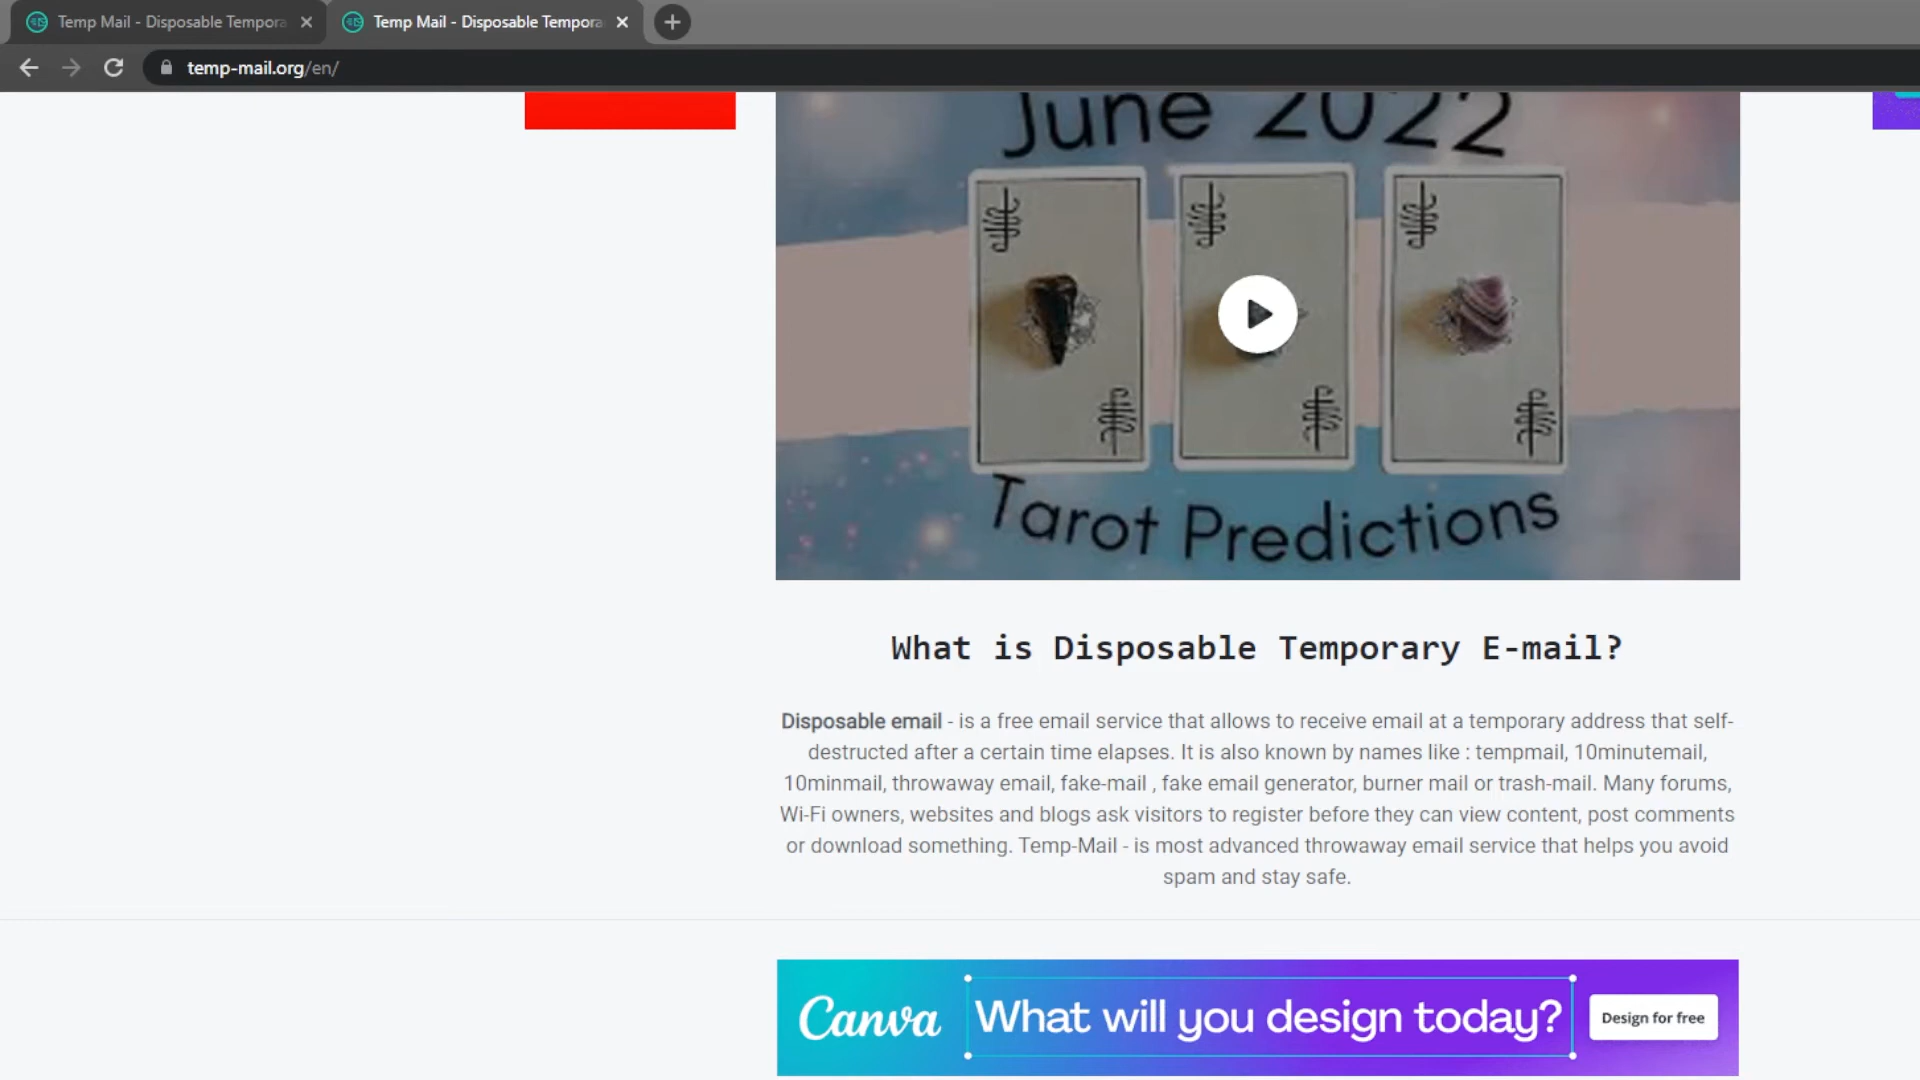 Temp Mail - Disposable Tempora
Temp Mail - Disposable Tempora
temp-mail.org/en/
June 2022
Tarot Predictions
What is Disposable Temporary E-mail?
Disposable email - is a free email service that allows to receive email at a temporary address that self-
destructed after a certain time elapses. It is also known by names like : tempmail, 10minutemail,
10minmail, throwaway email, fake-mail , fake email generator, burner mail or trash-mail. Many forums,
Wi-Fi owners, websites and blogs ask visitors to register before they can view content, post comments
or download something. Temp-Mail - is most advanced throwaway email service that helps you avoid
spam and stay safe.
Canva What will you design today? Design for free